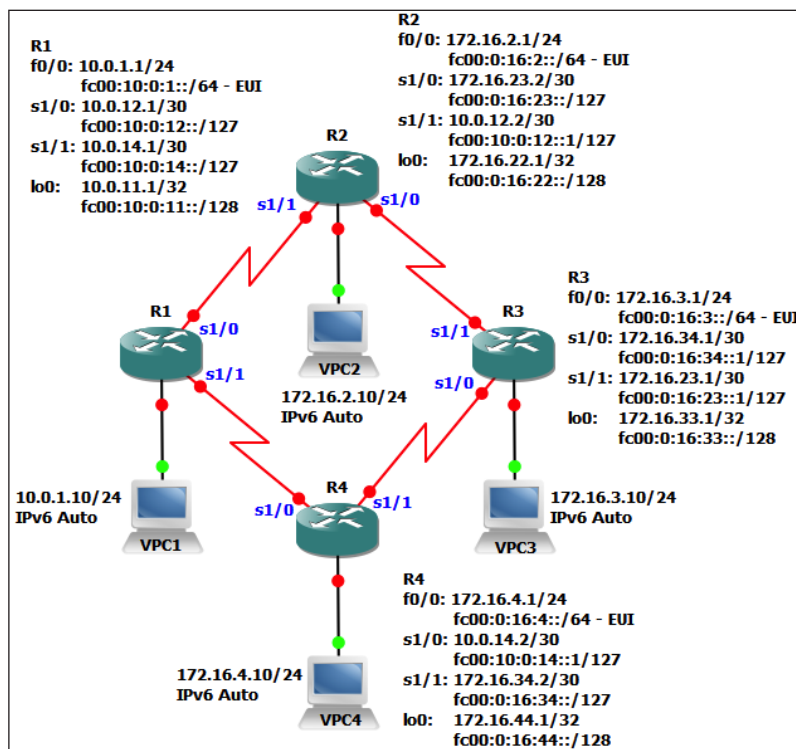 R1
f0/0: 10.0.1.1/24
fc00:10:0:1::/64 - EUI
s1/0: 10.0.12.1/30
fc00:10:0:12::/127
s1/1: 10.0.14.1/30
fc00:10:0:14::/127
lo0: 10.0.11.1/32
fc00:10:0:11::/128
R2
f0/0: 172.16.2.1/24
fc00:0:16:2::/64 - EUI
s1/0: 172.16.23.2/30
fc00:0:16:23::/127
s1/1: 10.0.12.2/30
fc00:10:0:12::1/127
lo0: 172.16.22.1/32
fc00:0:16:22::/128
R2
s1/1
s1/0
R1
s1/0
s1/1
VPC2
172.16.2.10/24
IPv6 Auto
s1/1
R3
s1/0
R3
f0/0: 172.16.3.1/24
fc00:0:16:3::/64 - EUI
s1/0: 172.16.34.1/30
fc00:0:16:34::1/127
s1/1: 172.16.23.1/30
fc00:0:16:23::1/127
lo0: 172.16.33.1/32
fc00:0:16:33::/128
10.0.1.10/24
IPv6 Auto
VPC1
R4
s1/0
s1/1
172.16.3.10/24
IPv6 Auto
VPC3
172.16.4.10/24
IPv6 Auto
VPC4
R4
f0/0: 172.16.4.1/24
fc00:0:16:4::/64 - EUI
s1/0: 10.0.14.2/30
fc00:10:0:14::1/127
s1/1: 172.16.34.2/30
fc00:0:16:34::/127
lo0: 172.16.44.1/32
fc00:0:16:44::/128